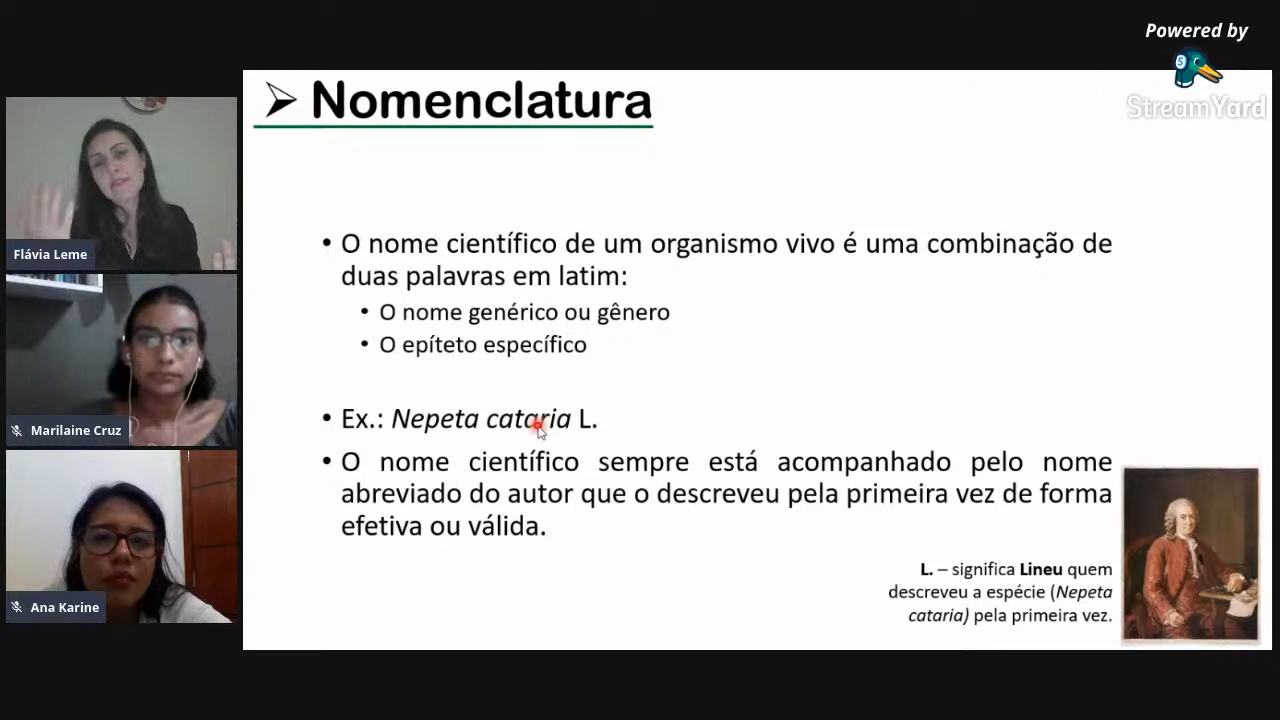 Powered by
StreamYard
Nomenclatura
Flávia Leme
Marilaine Cruz
Ana Karine
• O nome científico de um organismo vivo é uma combinação de
duas palavras em latim:
• O nome genérico ou gênero
• O epíteto específico
• Ex.: Nepeta cataria L.
• O nome científico sempre está acompanhado pelo nome
abreviado do autor que o descreveu pela primeira vez de forma
efetiva ou válida.
L. – significa Lineu quem
descreveu a espécie (Nepeta
cataria) pela primeira vez.